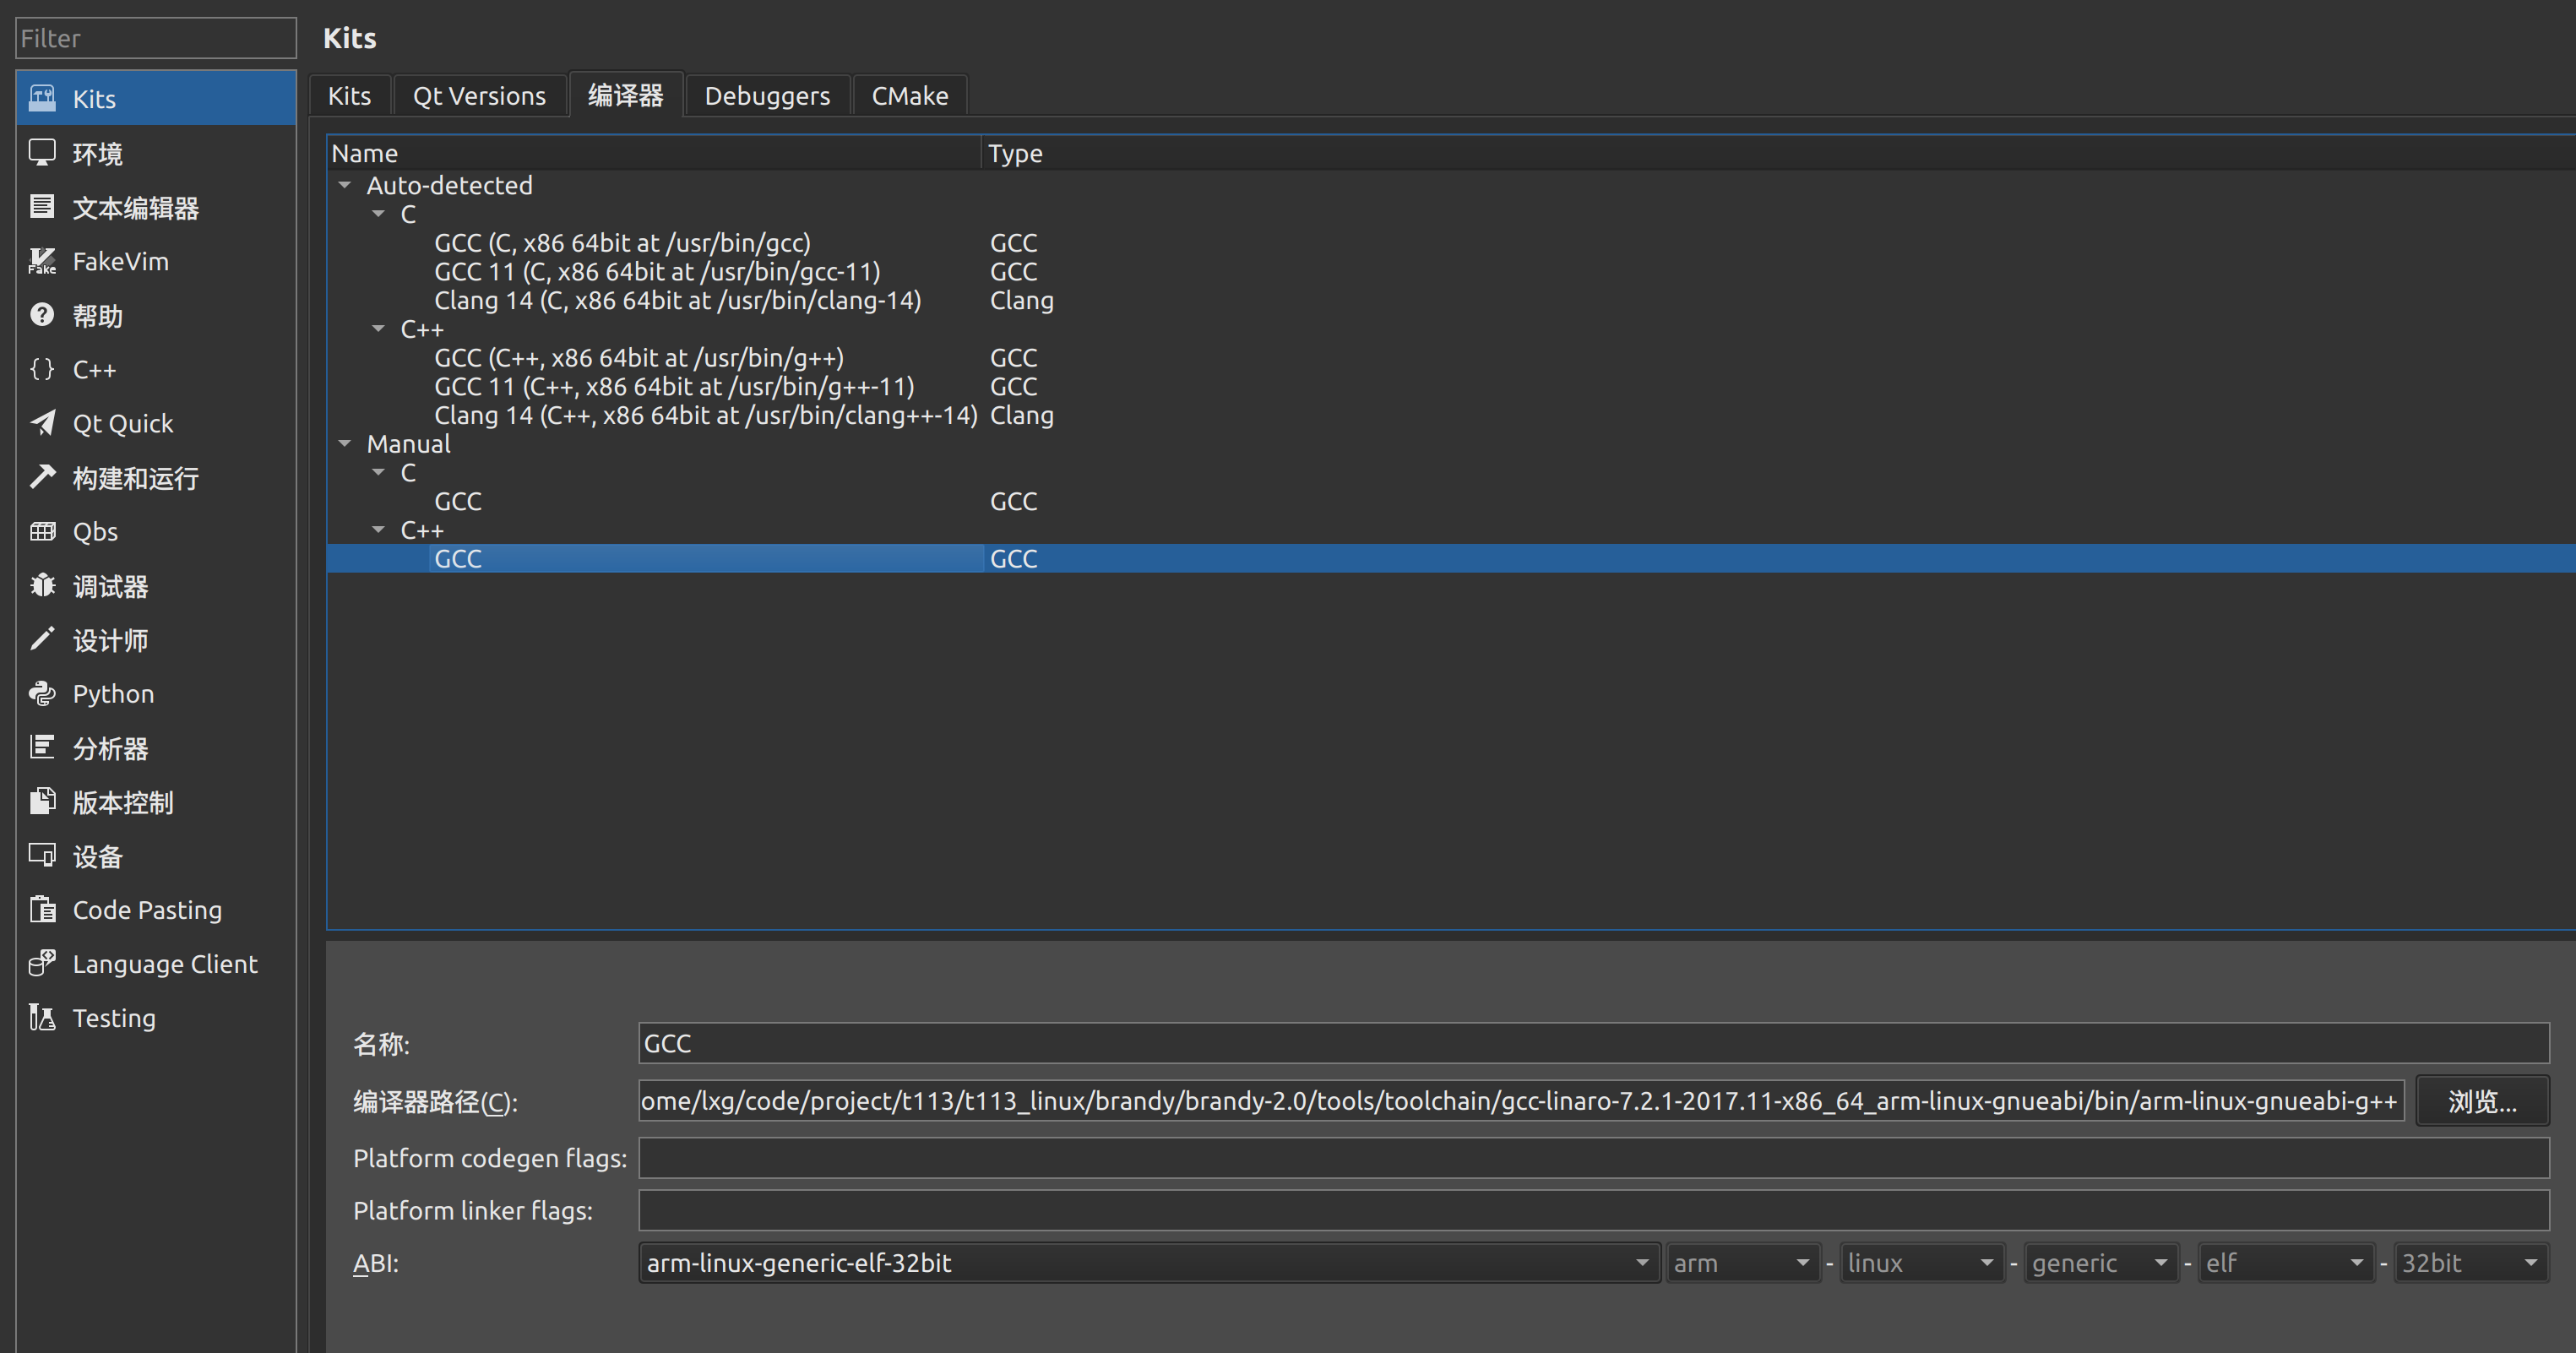 Filter
Kits
环境
文本编辑器
FakeVim
帮助
C++
Qt Quick
构建和运行
Qbs
调试器
设计师
Python
分析器
版本控制
设备
Code Pasting
Language Client
Testing
Kits
Kits Qt Versions 编译器 Debuggers CMake
Name Type
Auto-detected
C
GCC (C, x86 64bit at /usr/bin/gcc) GCC
GCC 11 (C, x86 64bit at /usr/bin/gcc-11) GCC
Clang 14 (C, x86 64bit at /usr/bin/clang-14) Clang
C++
GCC (C++, x86 64bit at /usr/bin/g++) GCC
GCC 11 (C++, x86 64bit at /usr/bin/g++-11) GCC
Clang 14 (C++, x86 64bit at /usr/bin/clang++-14) Clang
Manual
C
GCC GCC
C++
GCC GCC
名称: GCC
编译器路径(C): ome/lxg/code/project/t113/t113_linux/brandy/brandy-2.0/tools/toolchain/gcc-linaro-7.2.1-2017.11-x86_64_arm-linux-gnueabi/bin/arm-linux-gnueabi-g++ 浏览...
Platform codegen flags:
Platform linker flags:
ABI: arm-linux-generic-elf-32bit arm - linux - generic - elf - 32bit